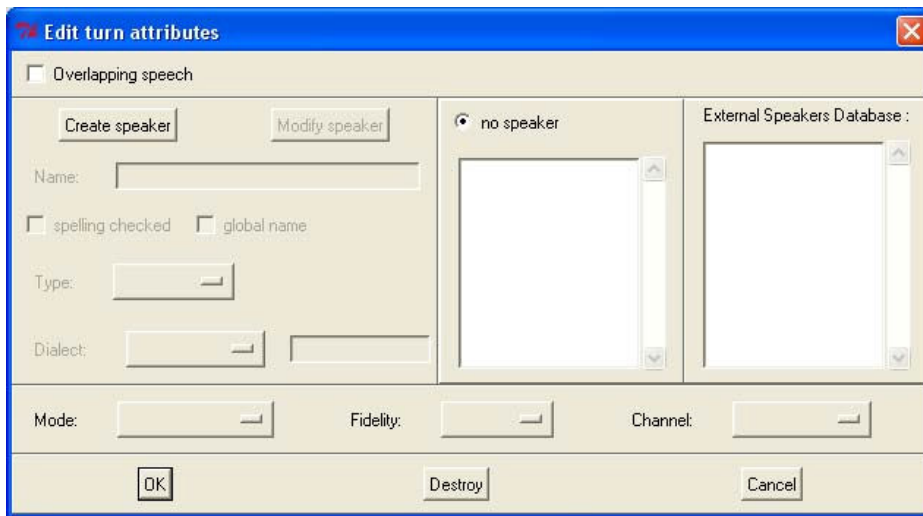 Edit turn attributes
Overlapping speech
Create speaker
Modify speaker
Name:
spelling checked
global name
Type:
Dialect:
no speaker
External Speakers Database :
Mode:
Fidelity:
Channel:
OK
Destroy
Cancel